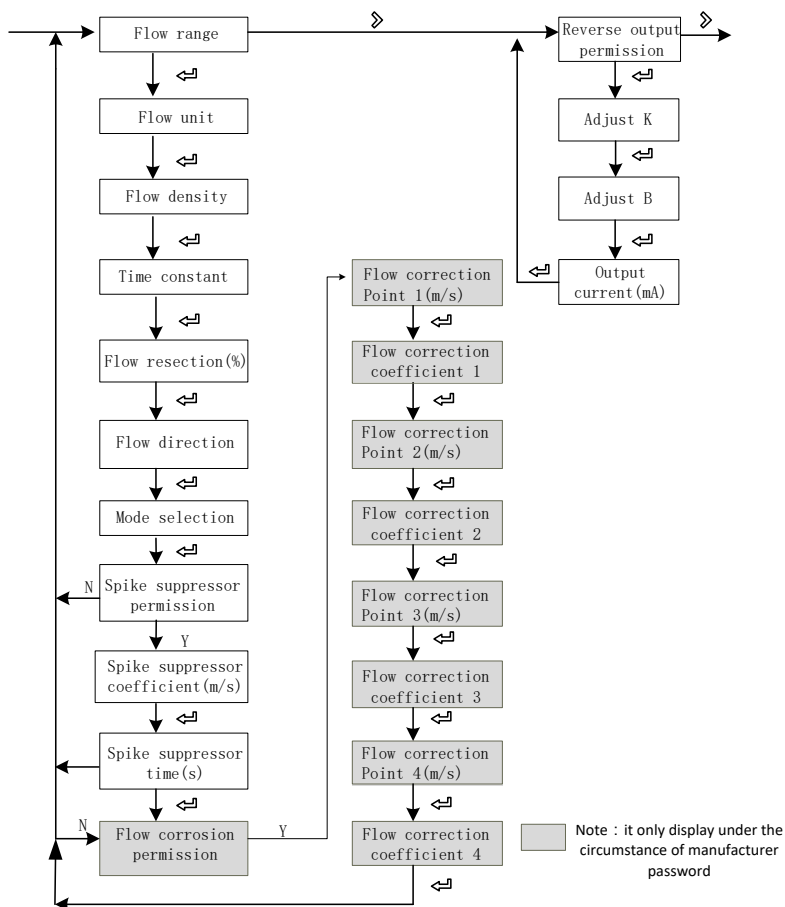 Flow range
Flow unit
Flow density
Time constant
Flow resection(%)
Flow direction
Mode selection
N
Spike suppressor
permission
Y
Spike suppressor
coefficient(m/s)
Spike suppressor
time(s)
N
Flow corrosion
permission
Y
Flow correction
Point 1(m/s)
Flow correction
coefficient 1
Flow correction
Point 2(m/s)
Flow correction
coefficient 2
Flow correction
Point 3(m/s)
Flow correction
coefficient 3
Flow correction
Point 4(m/s)
Flow correction
coefficient 4
Reverse output
permission
Adjust K
Adjust B
Output
current(mA)
Note：it only display under the
circumstance of manufacturer
password